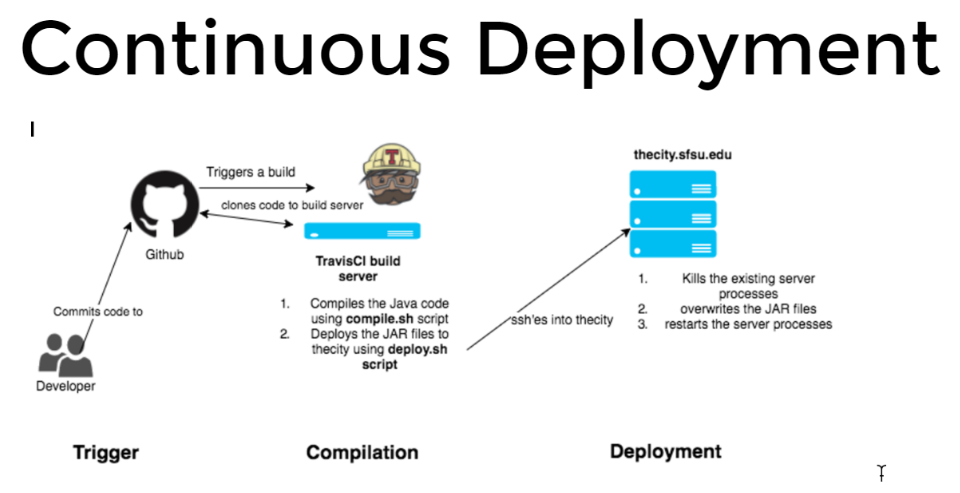 Continuous Deployment
thecity.sfsu.edu
T
Triggers a build
clones code to build server
Github
TravisCI build
server
1. Kills the existing server
processes
2. overwrites the JAR files
3. restarts the server processes
Commits code to
1. Compiles the Java code
using compile.sh script
2. Deploys the JAR files to
thecity using deploy.sh
script
ssh'es into thecity
Developer
Trigger
Compilation
Deployment